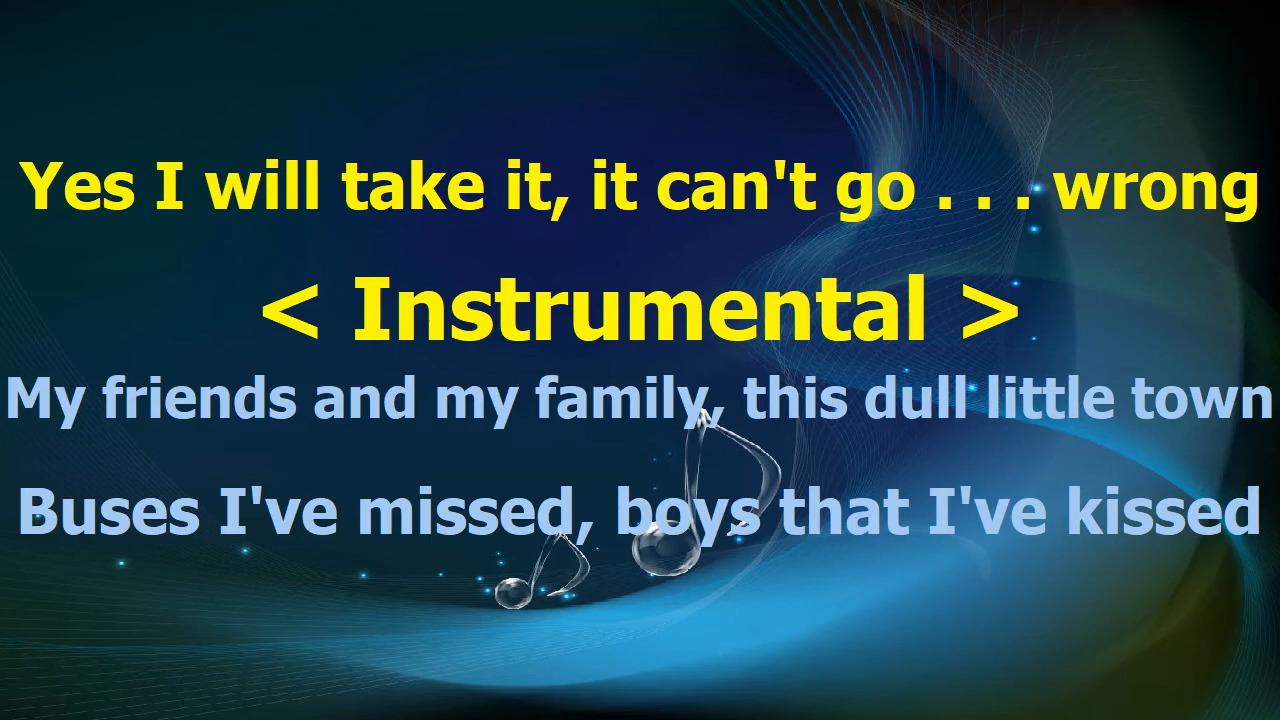 Yes I will take it, it can't go . . . wrong
< Instrumental >
My friends and my family, this dull little town
Buses I've missed, boys that I've kissed